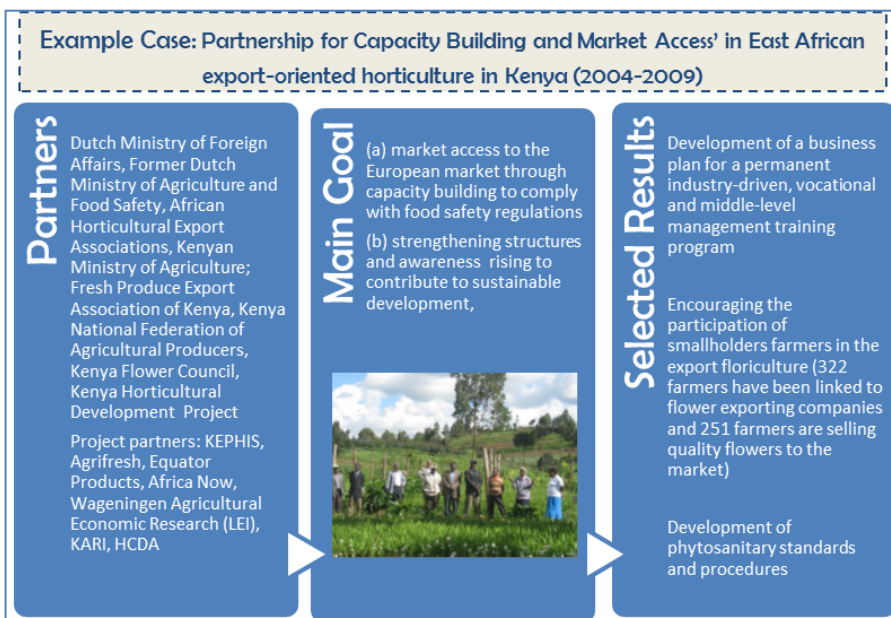 Example Case: Partnership for Capacity Building and Market Access' in East African
export-oriented horticulture in Kenya (2004-2009)
Partners
Dutch Ministry of Foreign
Affairs, Former Dutch
Ministry of Agriculture and
Food Safety, African
Horticultural Export
Associations, Kenyan
Ministry of Agriculture;
Fresh Produce Export
Association of Kenya, Kenya
National Federation of
Agricultural Producers,
Kenya Flower Council,
Kenya Horticultural
Development Project
Project partners: KEPHIS,
Agrifresh, Equator
Products, Africa Now,
Wageningen Agricultural
Economic Research (LEI),
KARI, HCDA
Main Goal
(a) market access to the
European market through
capacity building to comply
with food safety regulations
(b) strengthening structures
and awareness rising to
contribute to sustainable
development,
Selected Results
Development of a business
plan for a permanent
industry-driven, vocational
and middle-level
management training
program
Encouraging the
participation of
smallholders farmers in the
export floriculture (322
farmers have been linked to
flower exporting companies
and 251 farmers are selling
quality flowers to the
market)
Development of
phytosanitary standards
and procedures